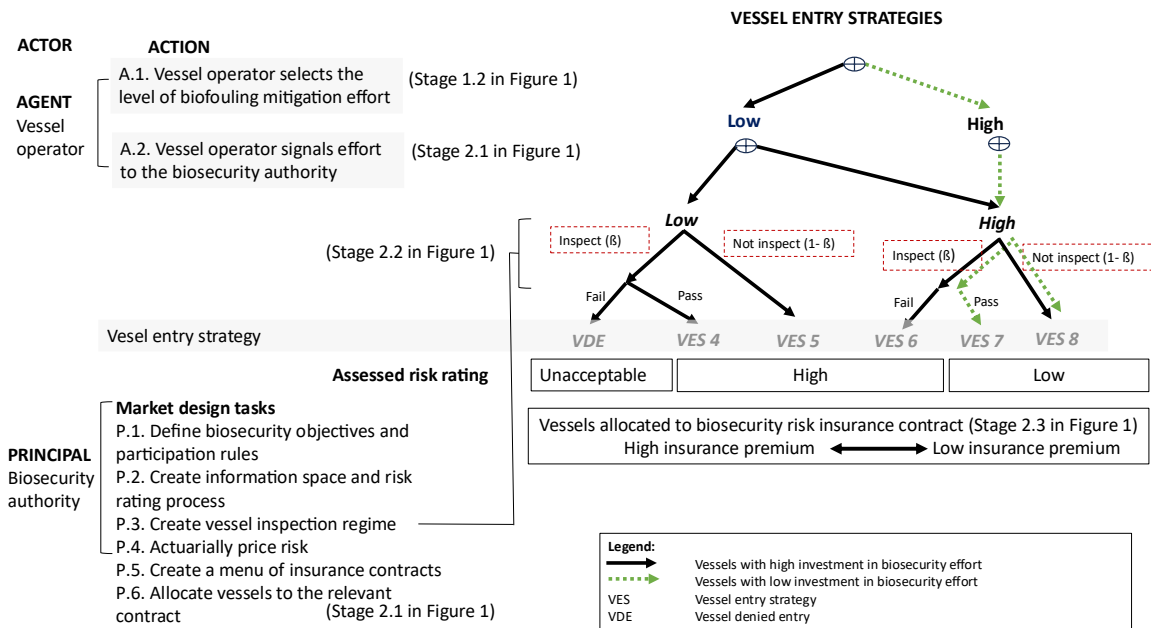 VESSEL ENTRY STRATEGIES
ACTOR
ACTION
A.1. Vessel operator selects the
level of biofouling mitigation effort
(Stage 1.2 in Figure 1)
AGENT
Vessel
operator
A.2. Vessel operator signals effort
to the biosecurity authority
(Stage 2.1 in Figure 1)
Low
High
Low
High
(Stage 2.2 in Figure 1)
Inspect (ß)
Not inspect (1- ß)
Inspect (ß)
Not inspect (1- ß)
Fail
Pass
Fail
Pass
Vesel entry strategy
VDE
VES 4
VES 5
VES 6
VES 7
VES 8
Assessed risk rating
Unacceptable
High
Low
Vessels allocated to biosecurity risk insurance contract (Stage 2.3 in Figure 1)
High insurance premium
Low insurance premium
PRINCIPAL
Biosecurity
authority
Market design tasks
P.1. Define biosecurity objectives and
participation rules
P.2. Create information space and risk
rating process
P.3. Create vessel inspection regime
P.4. Actuarially price risk
P.5. Create a menu of insurance contracts
P.6. Allocate vessels to the relevant
contract
(Stage 2.1 in Figure 1)
Legend:
Vessels with high investment in biosecurity effort
Vessels with low investment in biosecurity effort
VES
Vessel entry strategy
VDE
Vessel denied entry